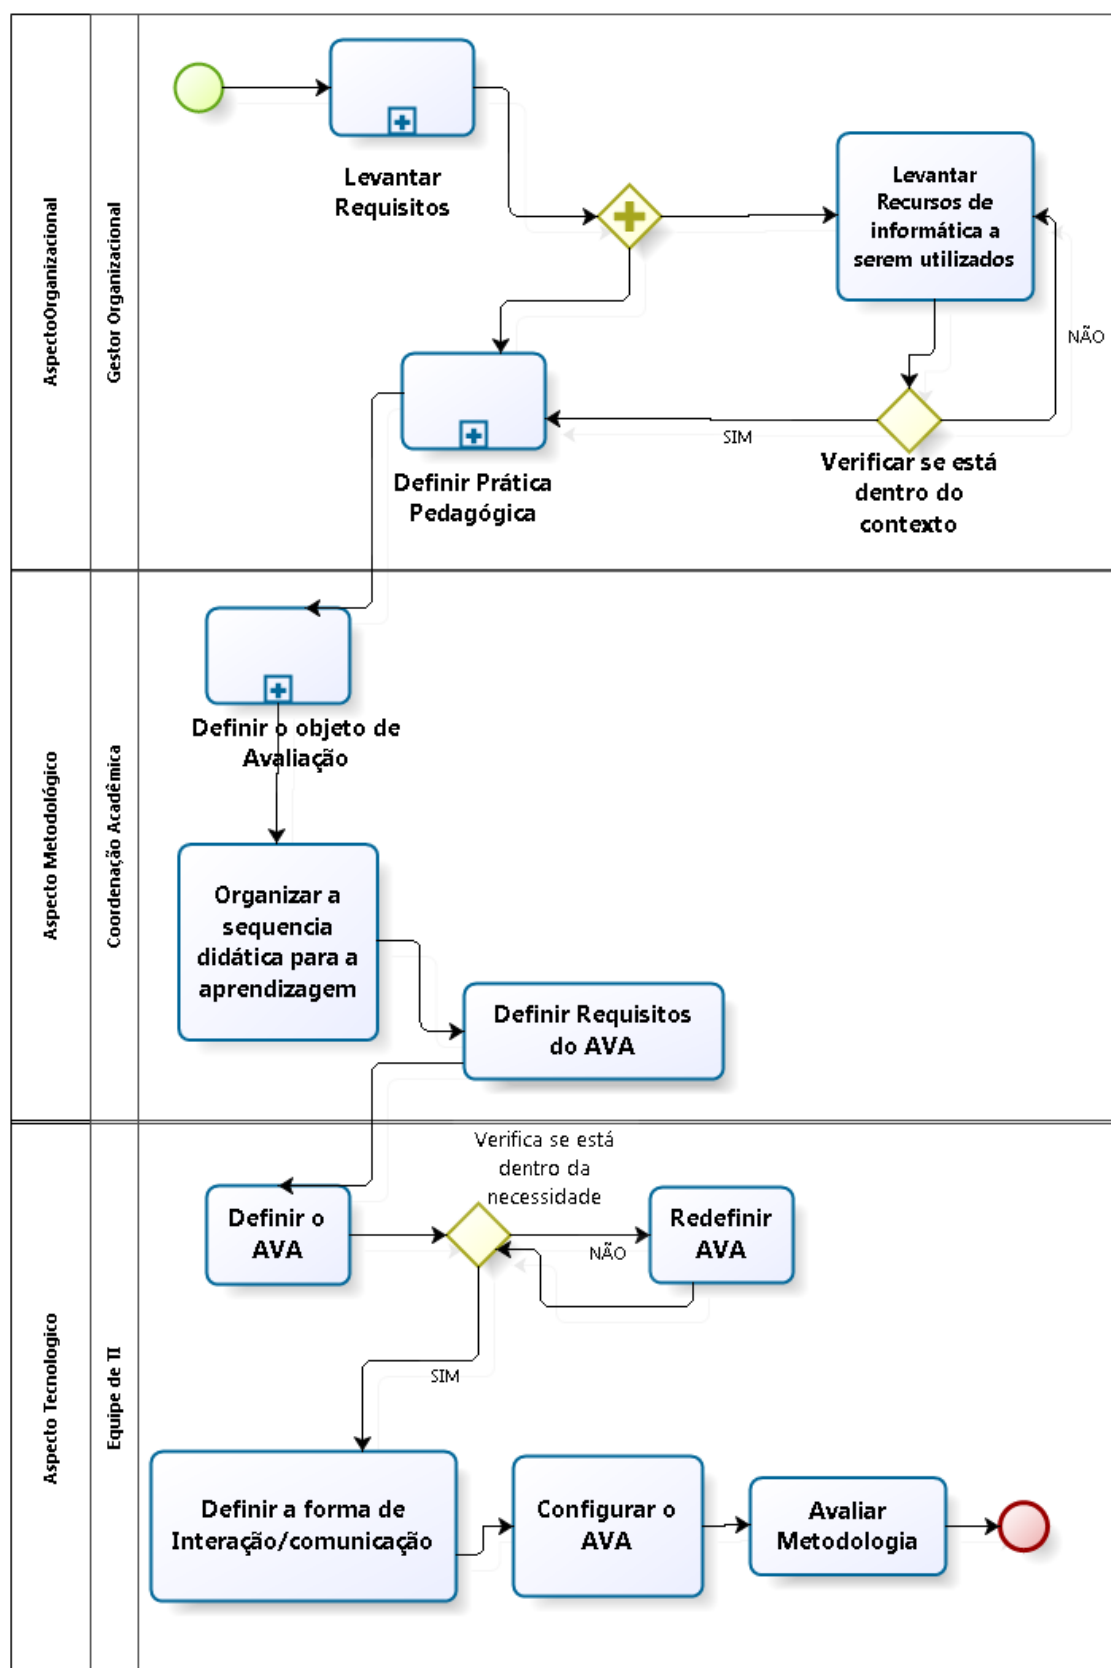 AspectoOrganizacional
Gestor Organizacional
Levantar
Requisitos
Levantar
Recursos de
informática a
serem utilizados
NÃO
SIM
Verificar se está
dentro do
contexto
Definir Prática
Pedagógica
Aspecto Metodológico
Coordenação Acadêmica
Definir o objeto de
Avaliação
Organizar a
sequencia
didática para a
aprendizagem
Definir Requisitos
do AVA
Aspecto Tecnologico
Equipe de TI
Verifica se está
dentro da
necessidade
Definir o
AVA
NÃO
Redefinir
AVA
SIM
Definir a forma de
Interação/comunicação
Configurar o
AVA
Avaliar
Metodologia